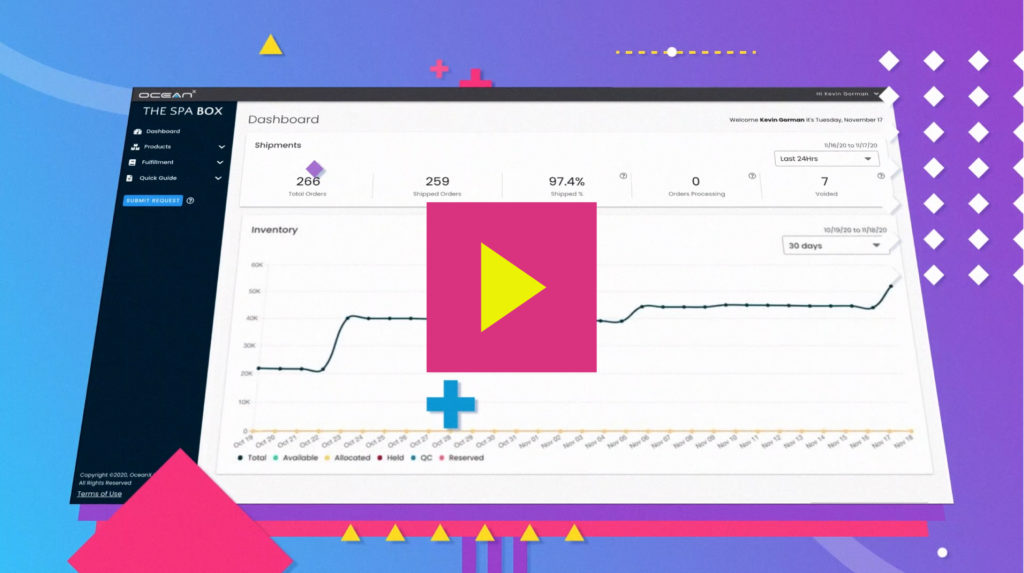 OCEANX
Hi Kevin Gorman
THE SPA BOX
Dashboard
Products
Fulfillment
Quick Guide
SUBMIT REQUEST
Copyright ©2020, OceanX
All Rights Reserved
Terms of Use
Dashboard
Welcome Kevin Gorman it's Tuesday, November 17
Shipments
11/16/20 to 11/17/20
Last 24Hrs
266
Total Orders
259
Shipped Orders
97.4%
Shipped %
0
Orders Processing
7
Voided
Inventory
10/19/20 to 11/18/20
30 days
60K
50K
40K
30K
20K
10K
0
Oct 19 Oct 20 Oct 21 Oct 22 Oct 23 Oct 24 Oct 25 Oct 26 Oct 27 Oct 28 Oct 29 Oct 30 Oct 31 Nov 01 Nov 02 Nov 03 Nov 04 Nov 05 Nov 06 Nov 07 Nov 08 Nov 09 Nov 10 Nov 11 Nov 12 Nov 13 Nov 14 Nov 15 Nov 16 Nov 17 Nov 18
Total Available Allocated Held QC Reserved